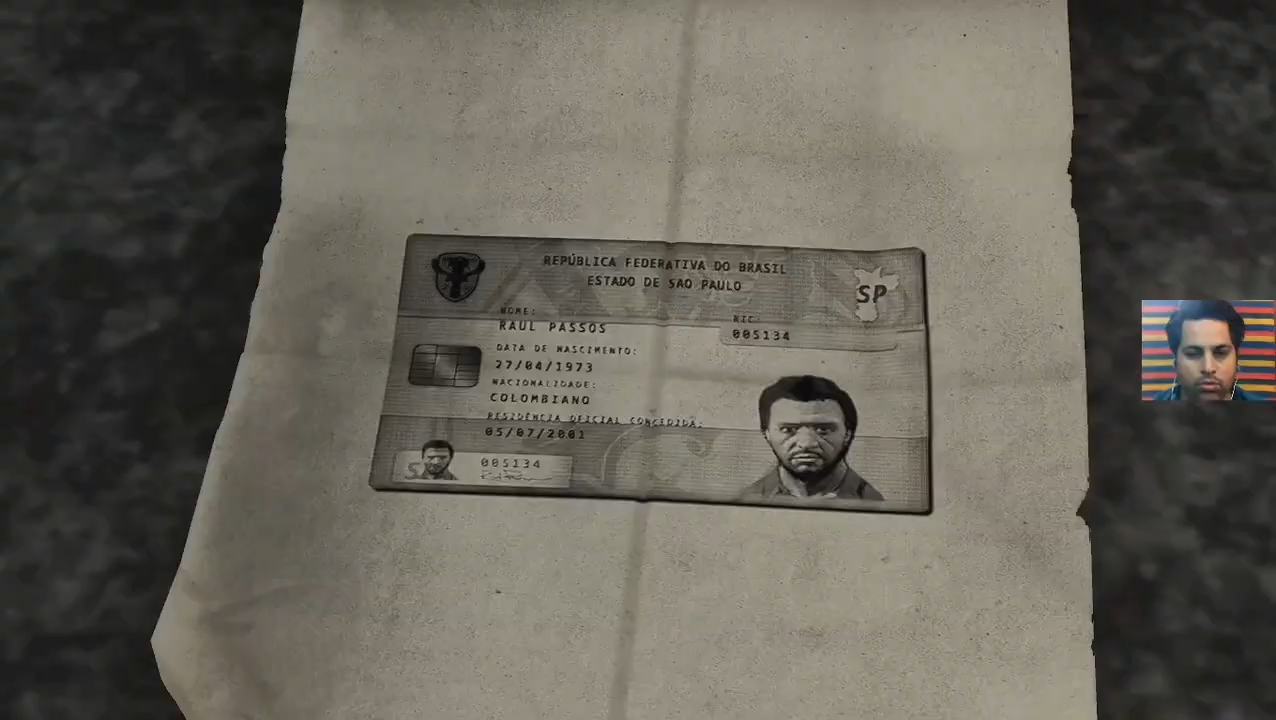 REPÚBLICA FEDERATIVA DO BRASIL
ESTADO DE SAO PAULO
SP
NOME:
RAUL PASSOS
NIC:
005134
DATA DE NASCIMENTO:
27/04/1973
NACIONALIDADE:
COLOMBIANO
RESIDÊNCIA OFICIAL CONCEDIDA:
05/07/2001
005134